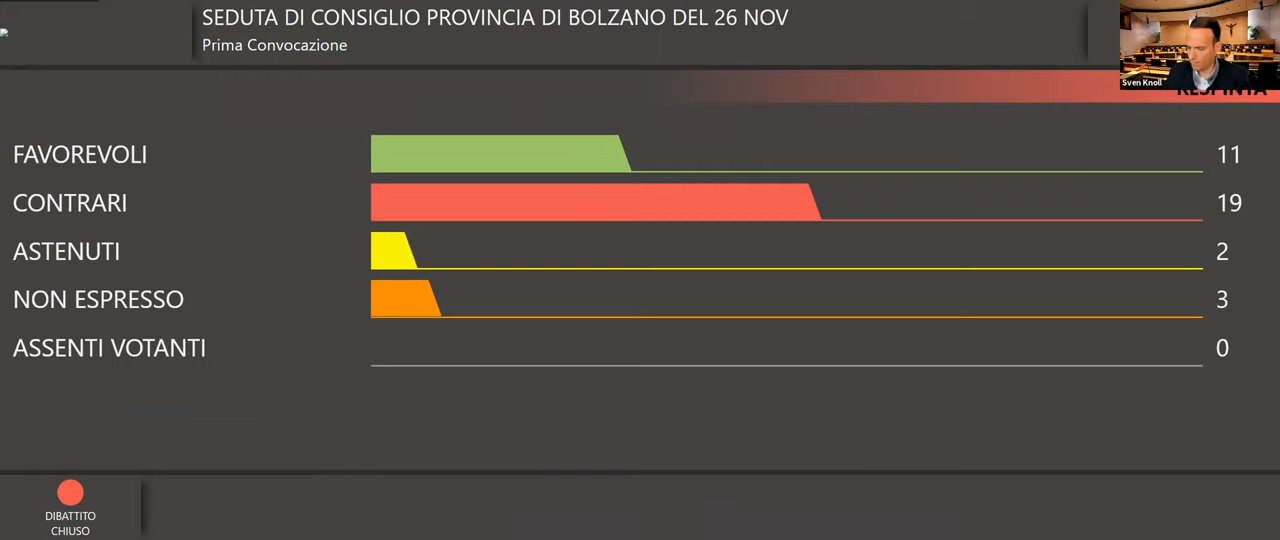 SEDUTA DI CONSIGLIO PROVINCIA DI BOLZANO DEL 26 NOV
Prima Convocazione
Sven Knoll
RESPINTA
FAVOREVOLI 11
CONTRARI 19
ASTENUTI 2
NON ESPRESSO 3
ASSENTI VOTANTI 0
DIBATTITO
CHIUSO